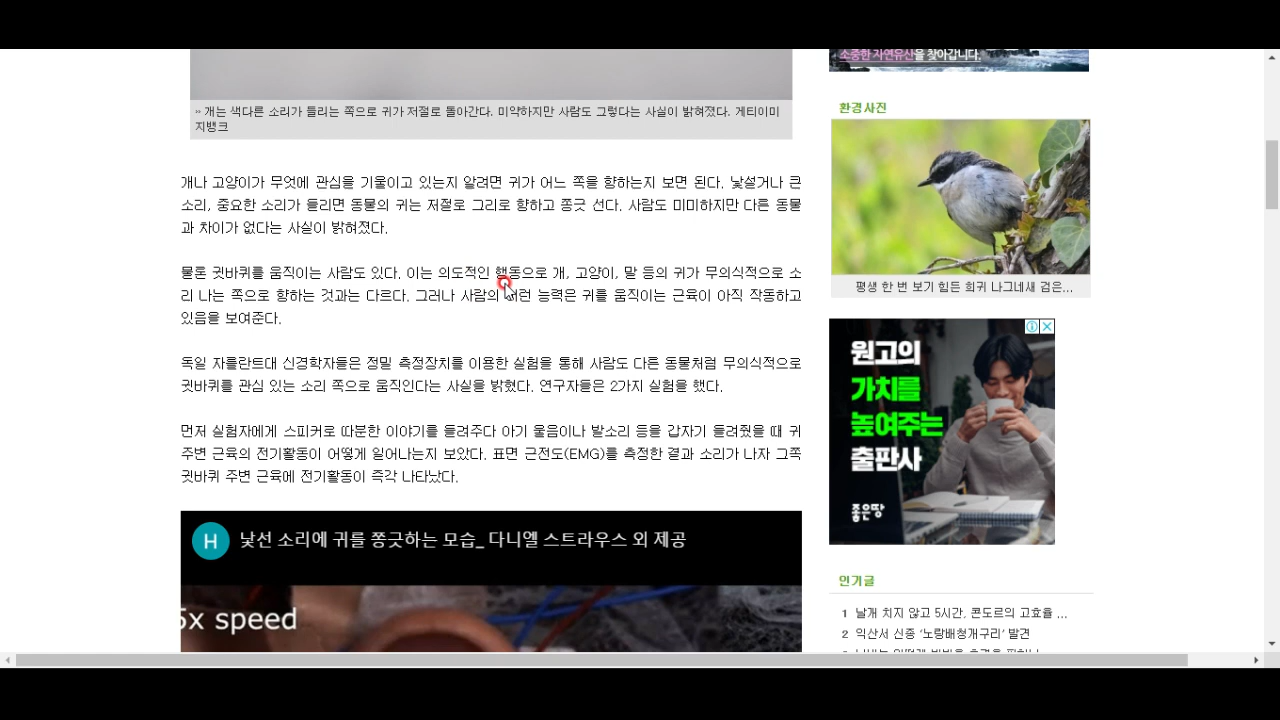 » 개는 색다른 소리가 들리는 쪽으로 귀가 저절로 돌아간다. 미약하지만 사람도 그렇다는 사실이 밝혀졌다. 게티이미
지뱅크
개나 고양이가 무엇에 관심을 기울이고 있는지 알려면 귀가 어느 쪽을 향하는지 보면 된다. 낯설거나 큰
소리, 중요한 소리가 들리면 동물의 귀는 저절로 그리로 향하고 쫑긋 선다. 사람도 미미하지만 다른 동물
과 차이가 없다는 사실이 밝혀졌다.
물론 귓바퀴를 움직이는 사람도 있다. 이는 의도적인 행동으로 개, 고양이, 말 등의 귀가 무의식적으로 소
리 나는 쪽으로 향하는 것과는 다르다. 그러나 사람의 이런 능력은 귀를 움직이는 근육이 아직 작동하고
있음을 보여준다.
독일 자를란트대 신경학자들은 정밀 측정장치를 이용한 실험을 통해 사람도 다른 동물처럼 무의식적으로
귓바퀴를 관심 있는 소리 쪽으로 움직인다는 사실을 밝혔다. 연구자들은 2가지 실험을 했다.
먼저 실험자에게 스피커로 따분한 이야기를 들려주다 아기 울음이나 발소리 등을 갑자기 들려줬을 때 귀
주변 근육의 전기활동이 어떻게 일어나는지 보았다. 표면 근전도(EMG)를 측정한 결과 소리가 나자 그쪽
귓바퀴 주변 근육에 전기활동이 즉각 나타났다.
H 낯선 소리에 귀를 쫑긋하는 모습_ 다니엘 스트라우스 외 제공
5x speed
소중한 자연유산을 찾아갑니다.
환경사진
평생 한 번 보기 힘든 희귀 나그네새 검은...
원고의
가치를
높여주는
출판사
좋은땅
인기글
1 날개 치지 않고 5시간, 콘도르의 고효율 ...
2 익산서 신종 '노랑배청개구리' 발견